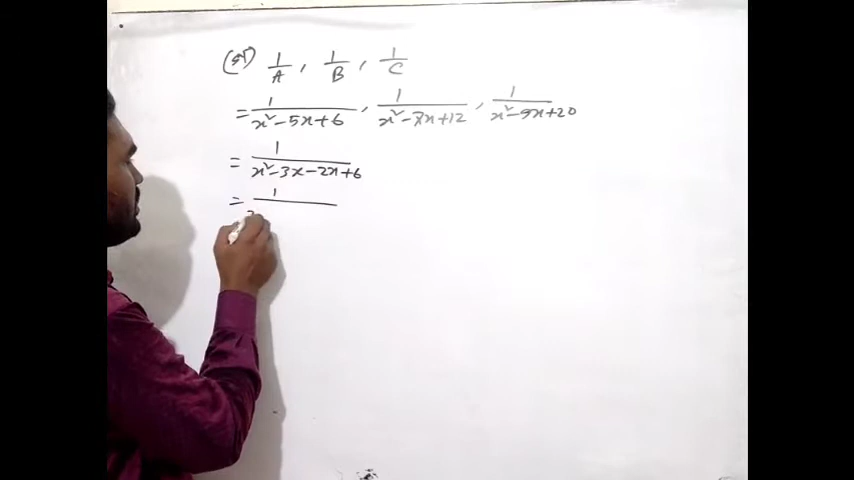 1/A , 1/B , 1/C
= 1/x²-5x+6 , 1/x²-7x+12 , 1/x²-9x+20
= 1/x²-3x-2x+6
= 1/